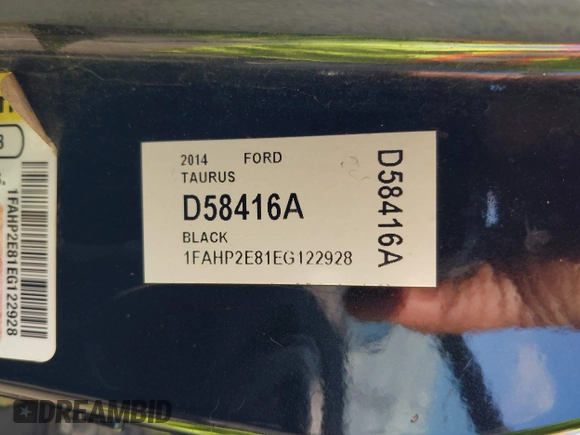 2014 FORD
TAURUS
D58416A
BLACK
1FAHP2E81EG122928
D58416A
1FAHP2E81EG122928
DREAMBID